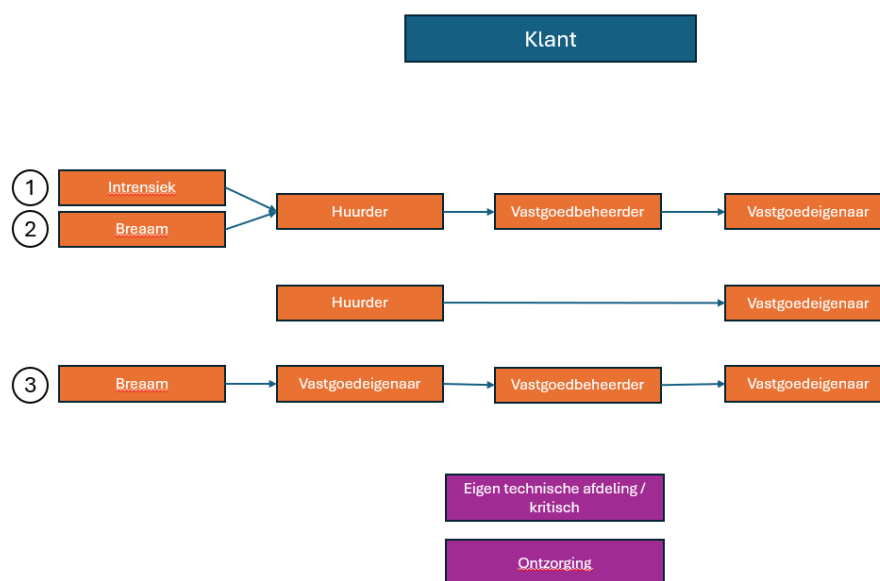 Klant
1 Intrensiek
2 Breaam
Huurder
Vastgoedbeheerder
Vastgoedeigenaar
Huurder
Vastgoedeigenaar
3 Breaam
Vastgoedeigenaar
Vastgoedbeheerder
Vastgoedeigenaar
Eigen technische afdeling /
kritisch
Ontzorging